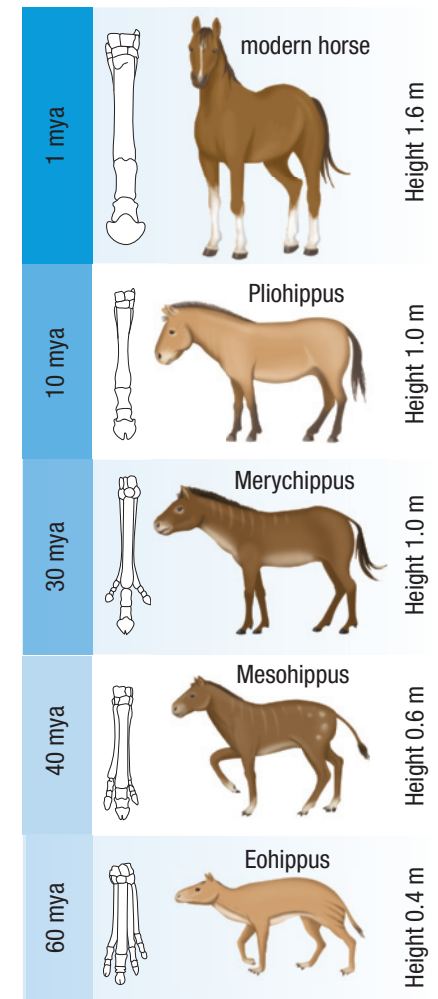 1 mya
modern horse
Height 1.6 m
10 mya
Pliohippus
Height 1.0 m
30 mya
Merychippus
Height 1.0 m
40 mya
Mesohippus
Height 0.6 m
60 mya
Eohippus
Height 0.4 m